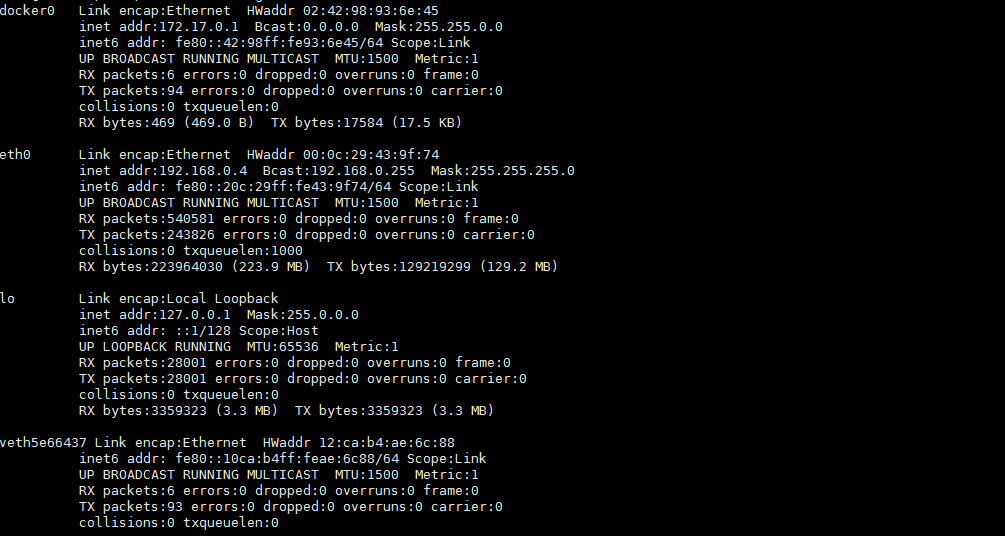 docker0   Link encap:Ethernet  HWaddr 02:42:98:93:6e:45
          inet addr:172.17.0.1  Bcast:0.0.0.0  Mask:255.255.0.0
          inet6 addr: fe80::42:98ff:fe93:6e45/64 Scope:Link
          UP BROADCAST RUNNING MULTICAST  MTU:1500  Metric:1
          RX packets:6 errors:0 dropped:0 overruns:0 frame:0
          TX packets:94 errors:0 dropped:0 overruns:0 carrier:0
          collisions:0 txqueuelen:0
          RX bytes:469 (469.0 B)  TX bytes:17584 (17.5 KB)

eth0      Link encap:Ethernet  HWaddr 00:0c:29:43:9f:74
          inet addr:192.168.0.4  Bcast:192.168.0.255  Mask:255.255.255.0
          inet6 addr: fe80::20c:29ff:fe43:9f74/64 Scope:Link
          UP BROADCAST RUNNING MULTICAST  MTU:1500  Metric:1
          RX packets:540581 errors:0 dropped:0 overruns:0 frame:0
          TX packets:243826 errors:0 dropped:0 overruns:0 carrier:0
          collisions:0 txqueuelen:1000
          RX bytes:223964030 (223.9 MB)  TX bytes:129219299 (129.2 MB)

lo        Link encap:Local Loopback
          inet addr:127.0.0.1  Mask:255.0.0.0
          inet6 addr: ::1/128 Scope:Host
          UP LOOPBACK RUNNING  MTU:65536  Metric:1
          RX packets:28001 errors:0 dropped:0 overruns:0 frame:0
          TX packets:28001 errors:0 dropped:0 overruns:0 carrier:0
          collisions:0 txqueuelen:0
          RX bytes:3359323 (3.3 MB)  TX bytes:3359323 (3.3 MB)

veth5e66437 Link encap:Ethernet  HWaddr 12:ca:b4:ae:6c:88
          inet6 addr: fe80::10ca:b4ff:feae:6c88/64 Scope:Link
          UP BROADCAST RUNNING MULTICAST  MTU:1500  Metric:1
          RX packets:6 errors:0 dropped:0 overruns:0 frame:0
          TX packets:93 errors:0 dropped:0 overruns:0 carrier:0
          collisions:0 txqueuelen:0